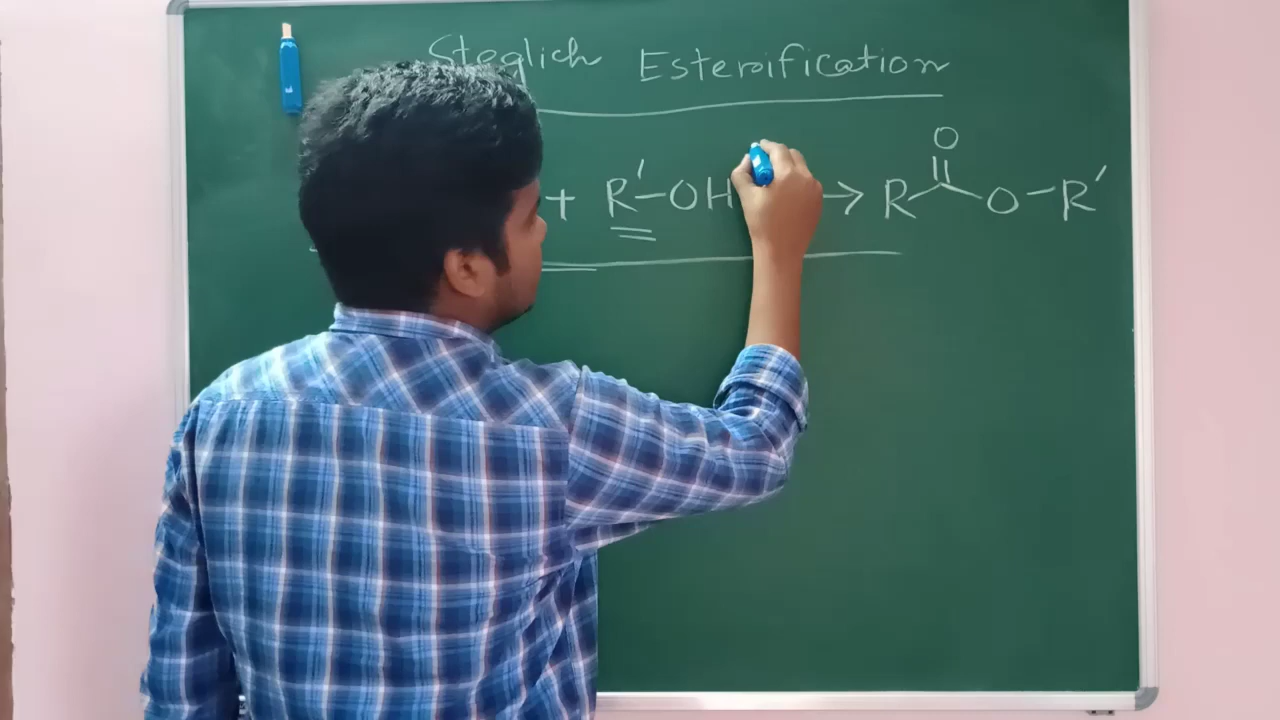 Steglich Esterification
+ R'-OH → R O O-R'